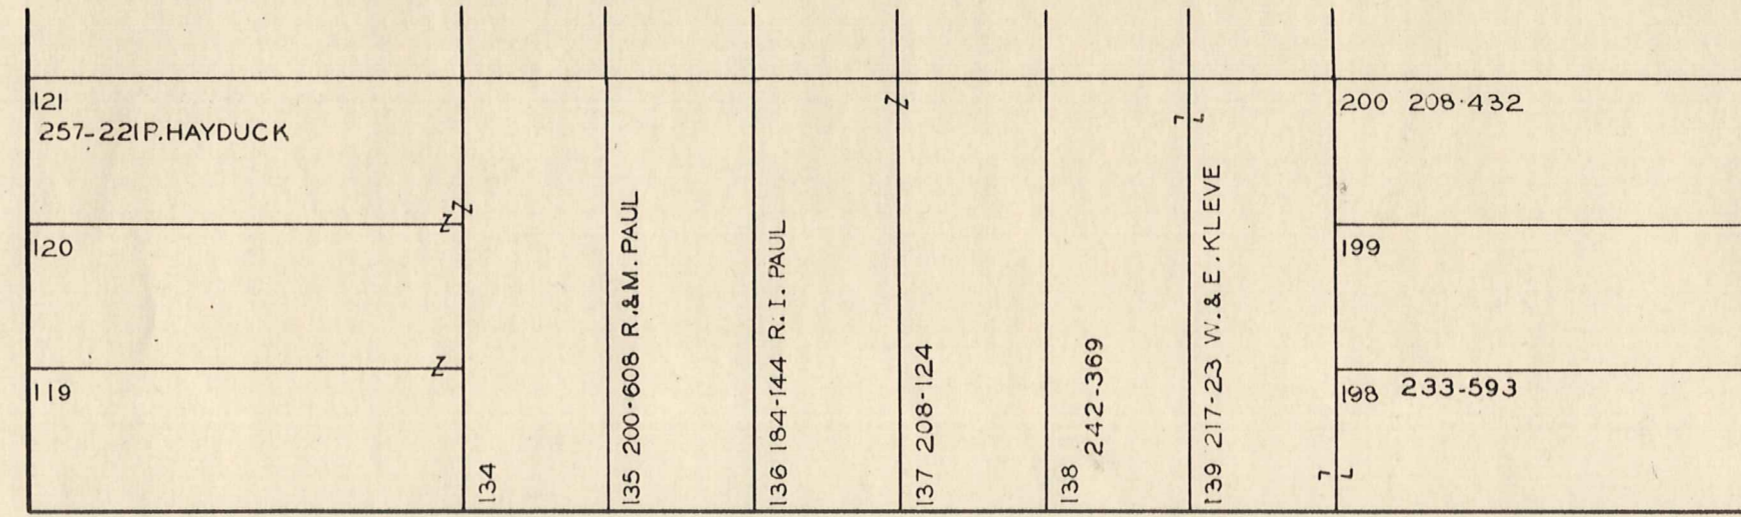 121
257-221 P. HAYDUCK
120
119
134
135 200-608 R. & M. PAUL
136 184-144 R. I. PAUL
137 208-124
138 242-369
139 217-23 W. & E. KLEVE
200 208-432
199
198 233-593